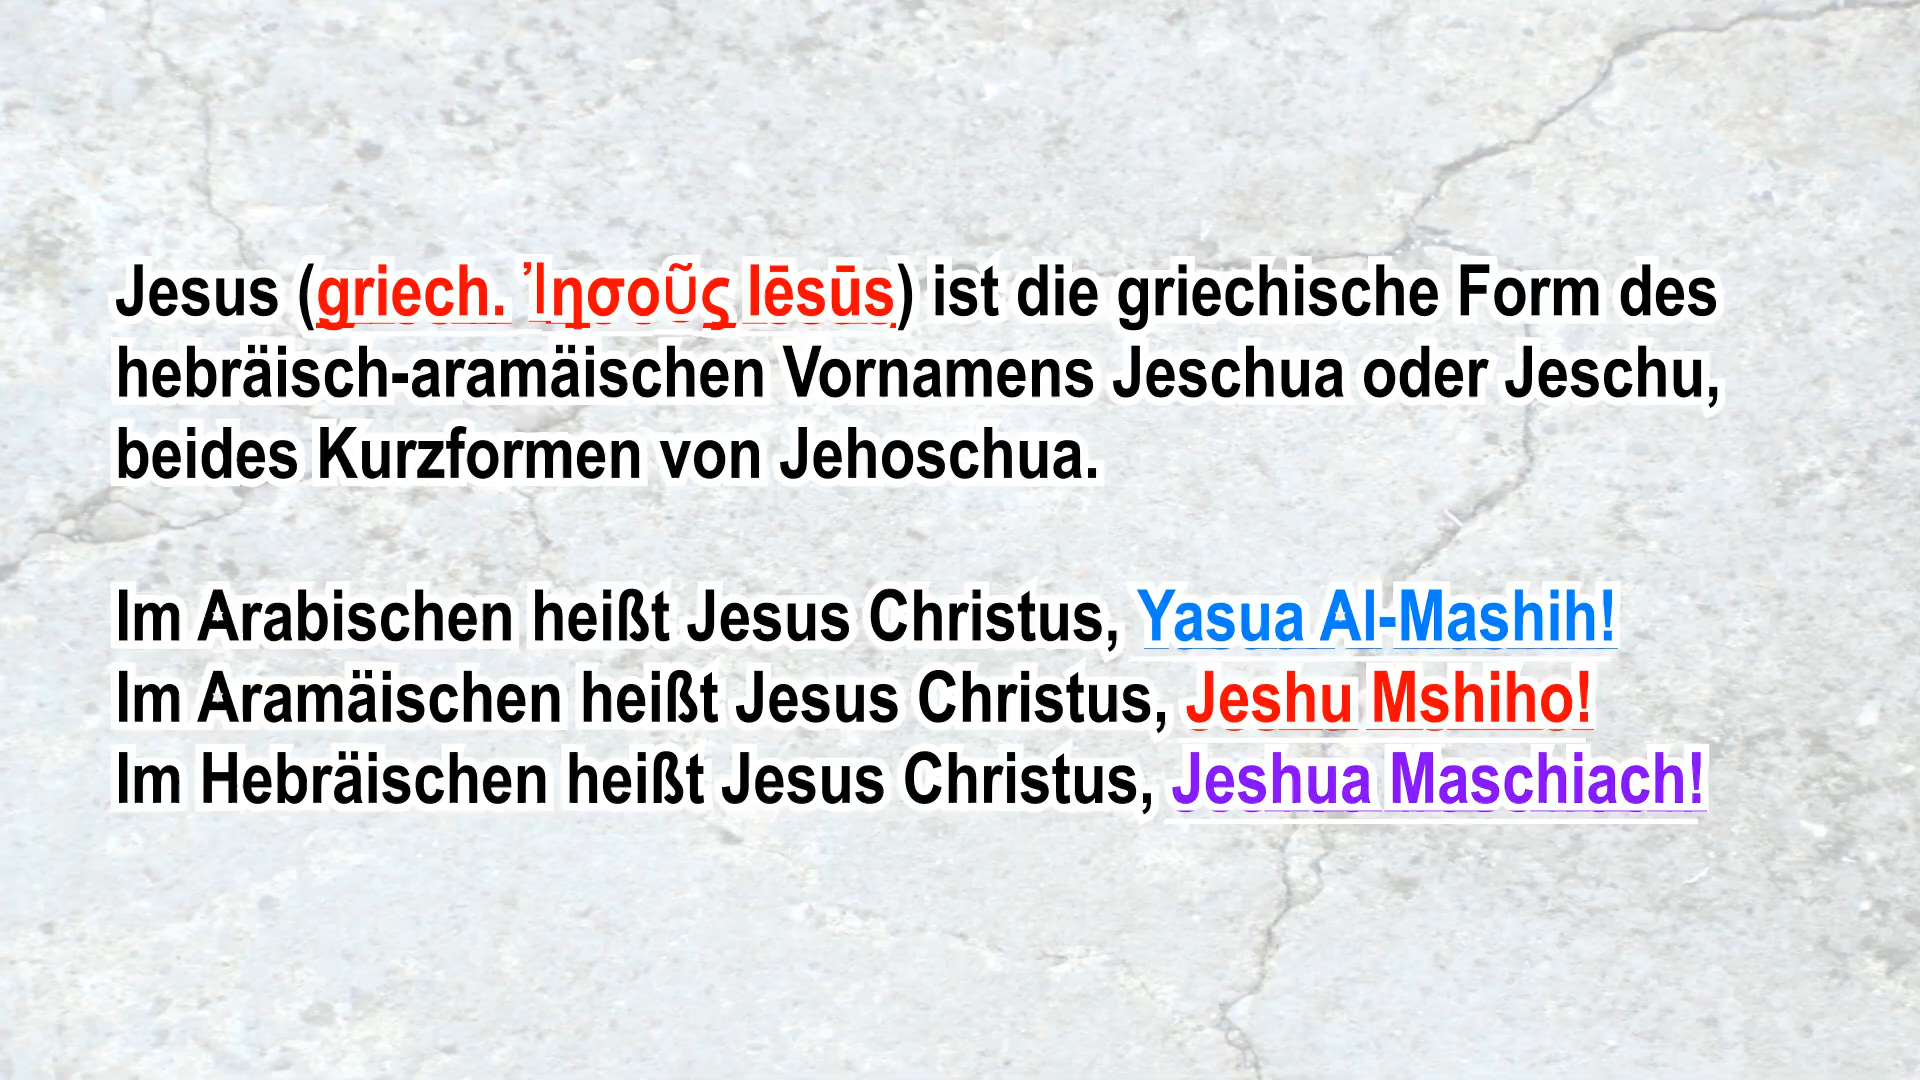 Jesus (griech. Ἰησοῦς Iēsūs) ist die griechische Form des
hebräisch-aramäischen Vornamens Jeschua oder Jeschu,
beides Kurzformen von Jehoschua.
Im Arabischen heißt Jesus Christus, Yasua Al-Mashih!
Im Aramäischen heißt Jesus Christus, Jeshu Mshiho!
Im Hebräischen heißt Jesus Christus, Jeshua Maschiach!